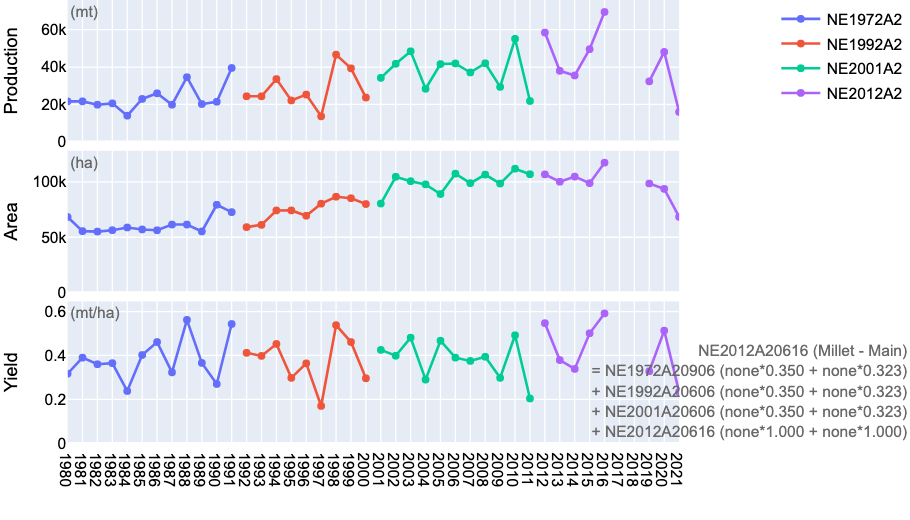 (mt)
Production
60k
40k
20k
0
NE1972A2
NE1992A2
NE2001A2
NE2012A2
(ha)
Area
100k
50k
0
(mt/ha)
Yield
0.6
0.4
0.2
0
NE2012A20616 (Millet - Main)
= NE1972A20906 (none*0.350 + none*0.323)
+ NE1992A20606 (none*0.350 + none*0.323)
+ NE2001A20606 (none*0.350 + none*0.323)
+ NE2012A20616 (none*1.000 + none*1.000)
1980
1981
1982
1983
1984
1985
1986
1987
1988
1989
1990
1991
1992
1993
1994
1995
1996
1997
1998
1999
2000
2001
2002
2003
2004
2005
2006
2007
2008
2009
2010
2011
2012
2013
2014
2015
2016
2017
2018
2019
2020
2021